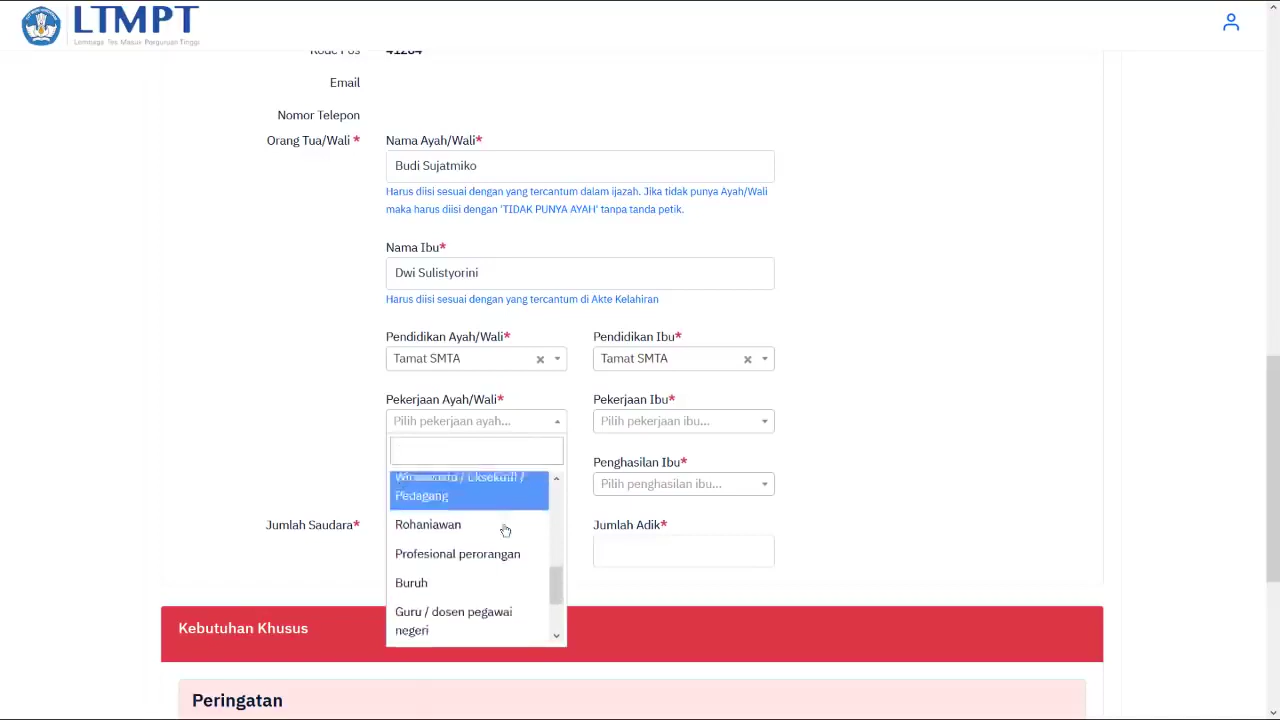 LTMPT
Lembaga Tes Masuk Perguruan Tinggi
Kode Pos 41264
Email
Nomor Telepon
Orang Tua/Wali *
Nama Ayah/Wali*
Budi Sujatmiko
Harus diisi sesuai dengan yang tercantum dalam ijazah. Jika tidak punya Ayah/Wali
maka harus diisi dengan 'TIDAK PUNYA AYAH' tanpa tanda petik.
Nama Ibu*
Dwi Sulistyorini
Harus diisi sesuai dengan yang tercantum di Akte Kelahiran
Pendidikan Ayah/Wali* Pendidikan Ibu*
Tamat SMTA × Tamat SMTA ×
Pekerjaan Ayah/Wali* Pekerjaan Ibu*
Pilih pekerjaan ayah... Pilih pekerjaan ibu...
Penghasilan Ibu*
/ Eksekutif /
Pedagang
Pilih penghasilan ibu...
Jumlah Saudara*
Rohaniawan
Jumlah Adik*
Profesional perorangan
Buruh
Guru / dosen pegawai
negeri
Kebutuhan Khusus
Peringatan